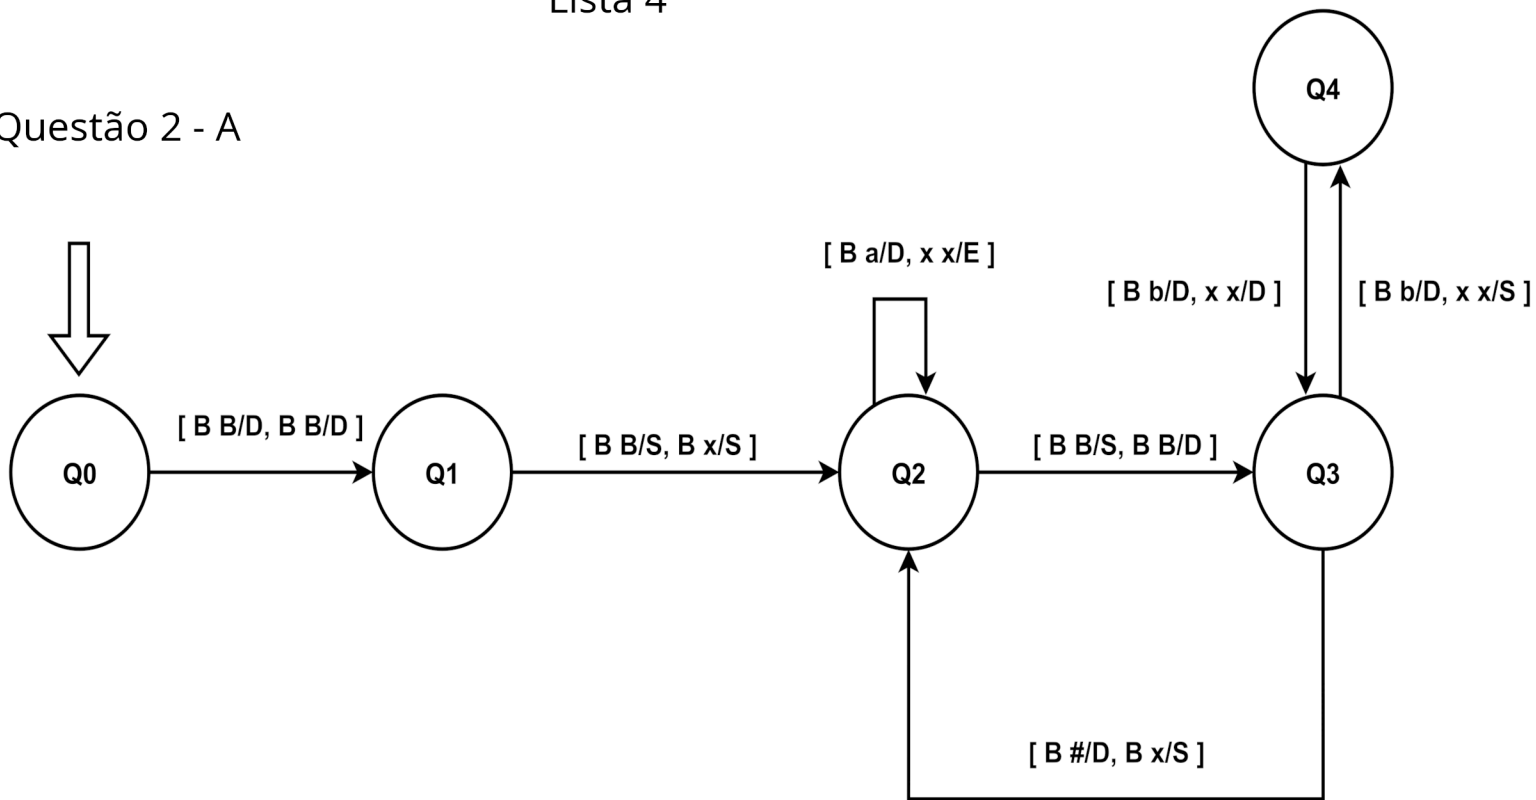 Lista 4
Questão 2 - A
Q4
[ B a/D, x x/E ]
[ B b/D, x x/D ]
[ B b/D, x x/S ]
[ B B/D, B B/D ]
[ B B/S, B x/S ]
[ B B/S, B B/D ]
Q0
Q1
Q2
Q3
[ B #/D, B x/S ]